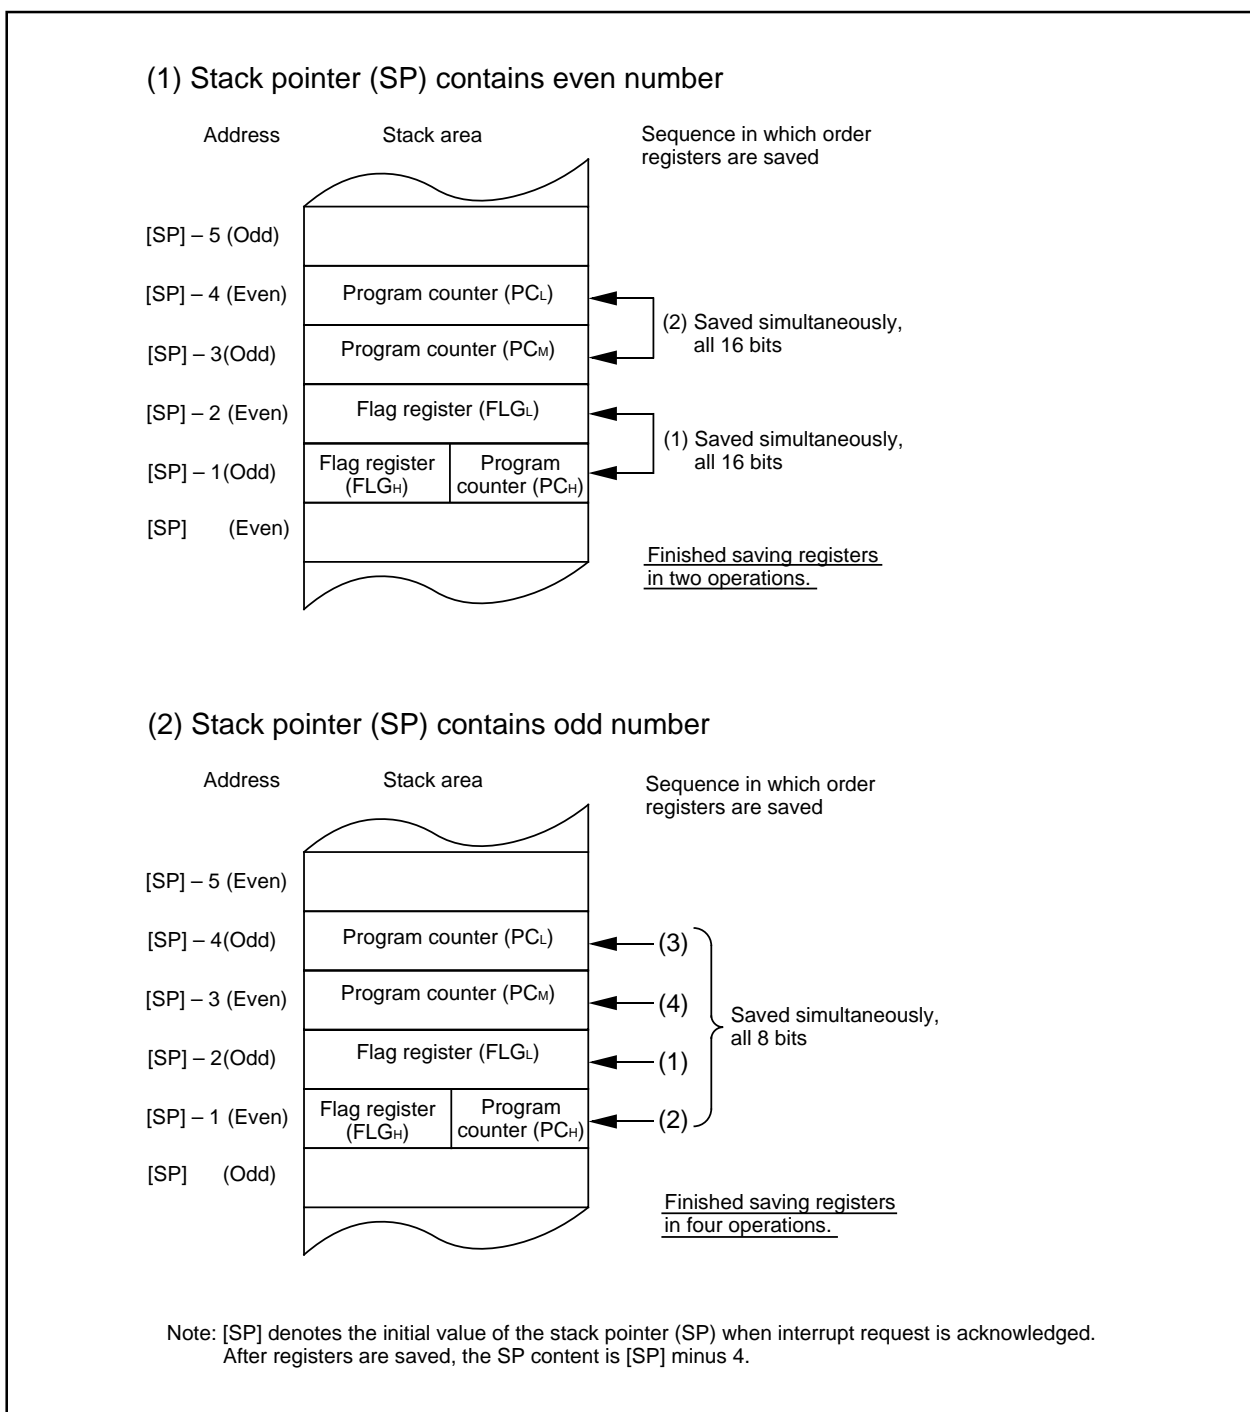 (1) Stack pointer (SP) contains even number
Address
Stack area
Sequence in which order
registers are saved
[SP] – 5 (Odd)
[SP] – 4 (Even)
Program counter (PCL)
[SP] – 3(Odd)
Program counter (PCM)
(2) Saved simultaneously,
all 16 bits
[SP] – 2 (Even)
Flag register (FLGL)
[SP] – 1(Odd)
Flag register
(FLGH)
Program
counter (PCH)
(1) Saved simultaneously,
all 16 bits
[SP] (Even)
Finished saving registers
in two operations.
(2) Stack pointer (SP) contains odd number
Address
Stack area
Sequence in which order
registers are saved
[SP] – 5 (Even)
[SP] – 4(Odd)
Program counter (PCL)
(3)
[SP] – 3 (Even)
Program counter (PCM)
(4)
Saved simultaneously,
all 8 bits
[SP] – 2(Odd)
Flag register (FLGL)
(1)
[SP] – 1 (Even)
Flag register
(FLGH)
Program
counter (PCH)
(2)
[SP] (Odd)
Finished saving registers
in four operations.
Note: [SP] denotes the initial value of the stack pointer (SP) when interrupt request is acknowledged.
After registers are saved, the SP content is [SP] minus 4.